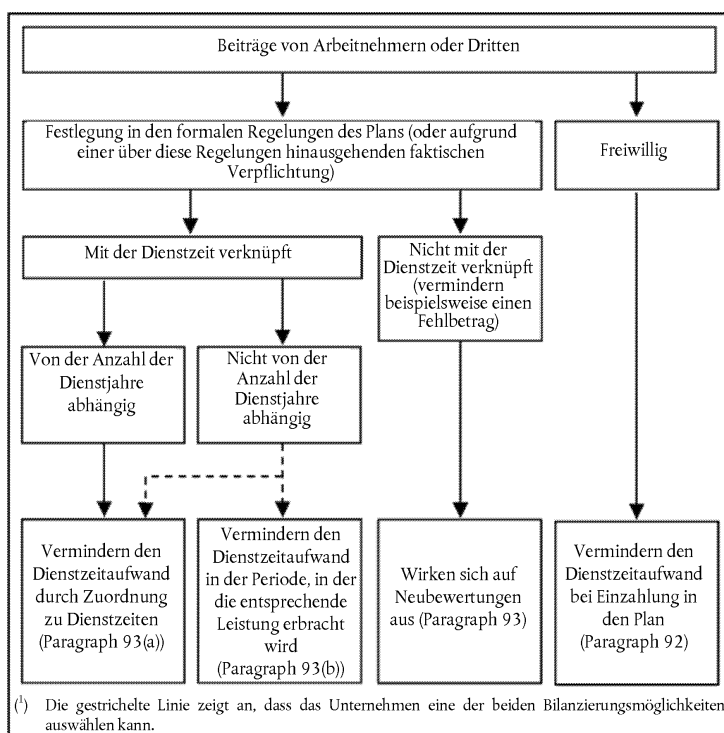 Beiträge von Arbeitnehmern oder Dritten
Festlegung in den formalen Regelungen des Plans (oder aufgrund
einer über diese Regelungen hinausgehenden faktischen
Verpflichtung)
Freiwillig
Mit der Dienstzeit verknüpft
Nicht mit der
Dienstzeit verknüpft
(vermindern
beispielsweise einen
Fehlbetrag)
Von der Anzahl der
Dienstjahre
abhängig
Nicht von der
Anzahl der
Dienstjahre
abhängig
Vermindern den
Dienstzeitaufwand
durch Zuordnung
zu Dienstzeiten
(Paragraph 93(a))
Vermindern den
Dienstzeitaufwand
in der Periode, in der
die entsprechende
Leistung erbracht
wird
(Paragraph 93(b))
Wirken sich auf
Neubewertungen
aus (Paragraph 93)
Vermindern den
Dienstzeitaufwand
bei Einzahlung in
den Plan
(Paragraph 92)
(¹) Die gestrichelte Linie zeigt an, dass das Unternehmen eine der beiden Bilanzierungsmöglichkeiten
auswählen kann.